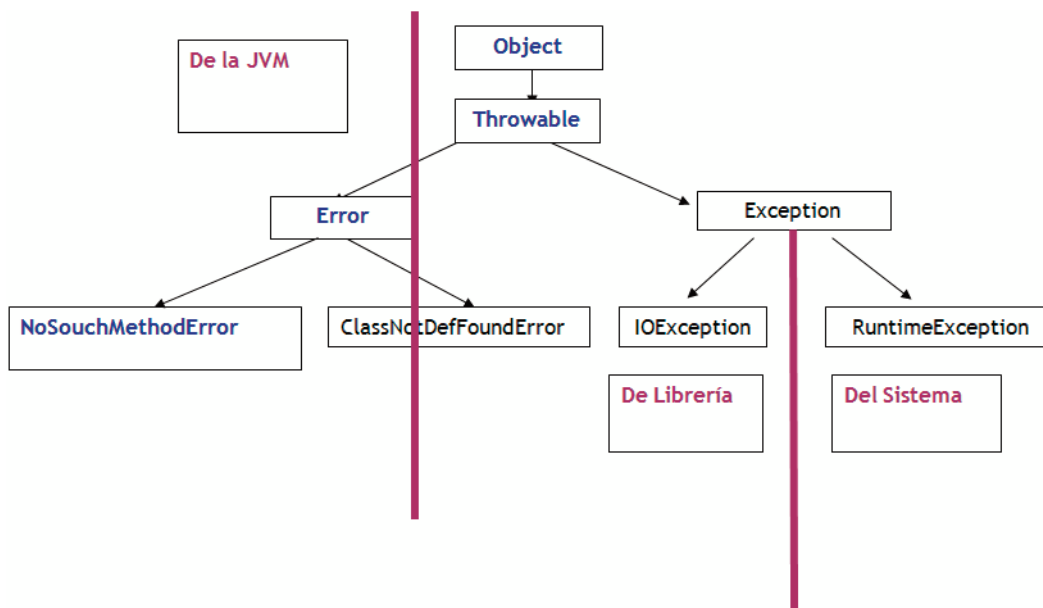 De la JVM
Object
Throwable
Error
Exception
NoSouchMethodError
ClassNotDefFoundError
IOException
RuntimeException
De Librería
Del Sistema